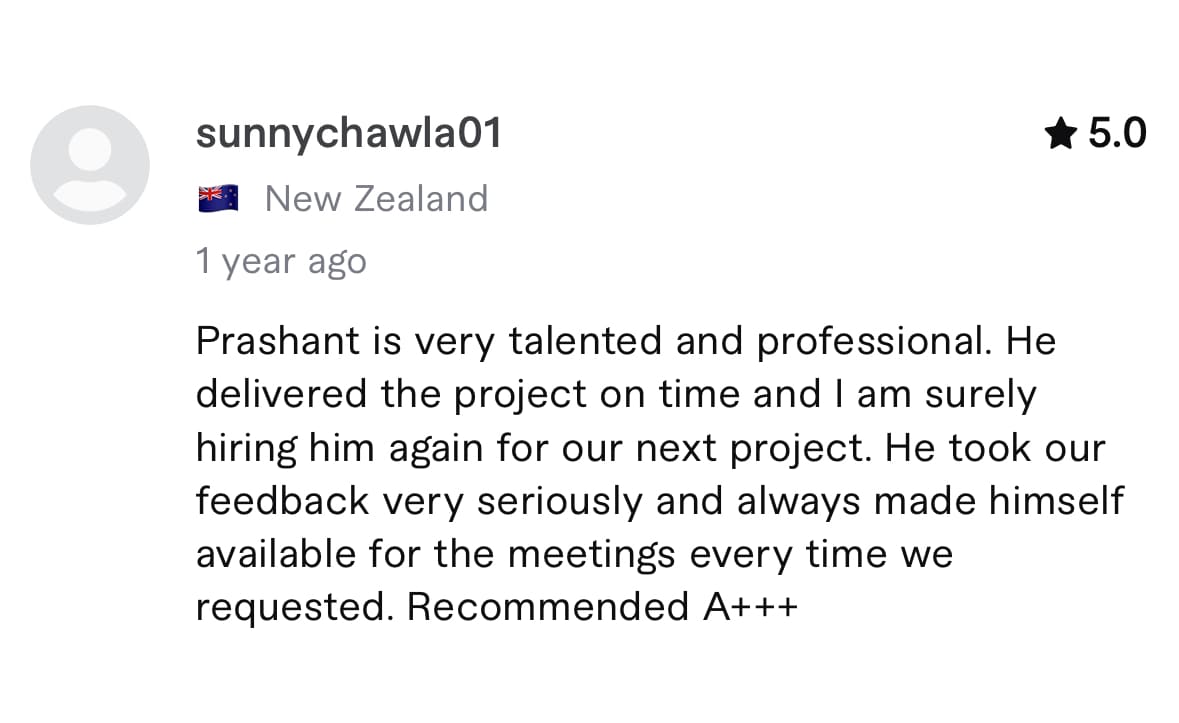 sunnychawla01
★ 5.0
New Zealand
1 year ago
Prashant is very talented and professional. He
delivered the project on time and I am surely
hiring him again for our next project. He took our
feedback very seriously and always made himself
available for the meetings every time we
requested. Recommended A+++